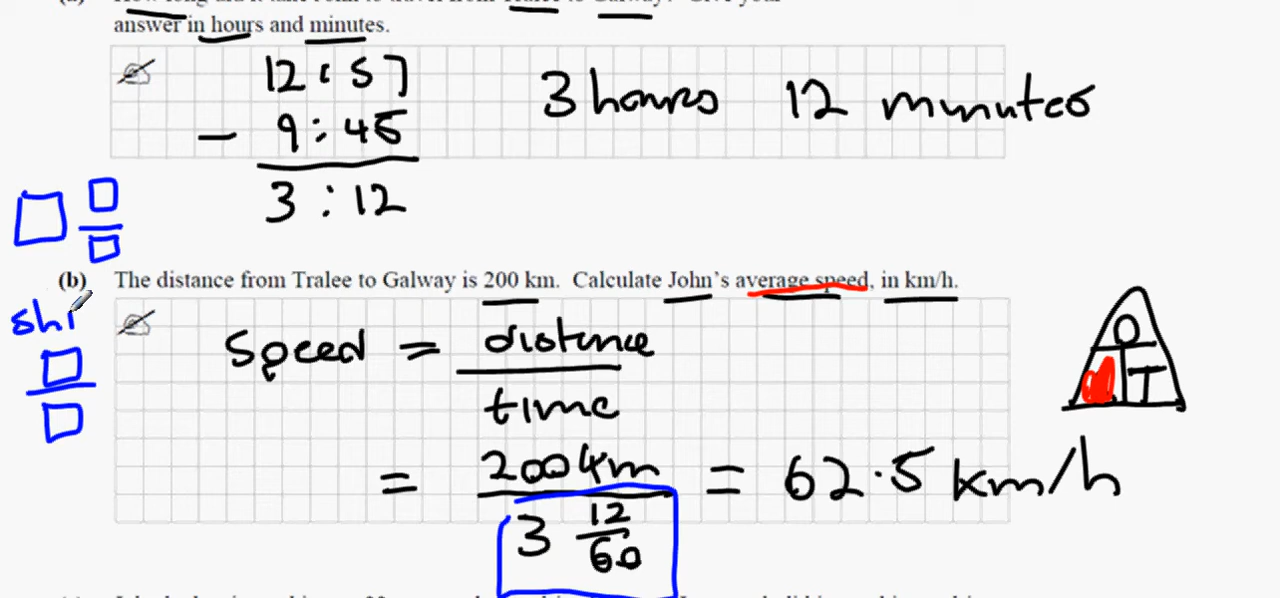 answer in hours and minutes.
12:57
3 hours 12 minutes
- 9:45
3:12
(b) The distance from Tralee to Galway is 200 km. Calculate John's average speed, in km/h.
shi
Speed = distance
time
D
T
= 200km = 62.5 km/h
3 12
60